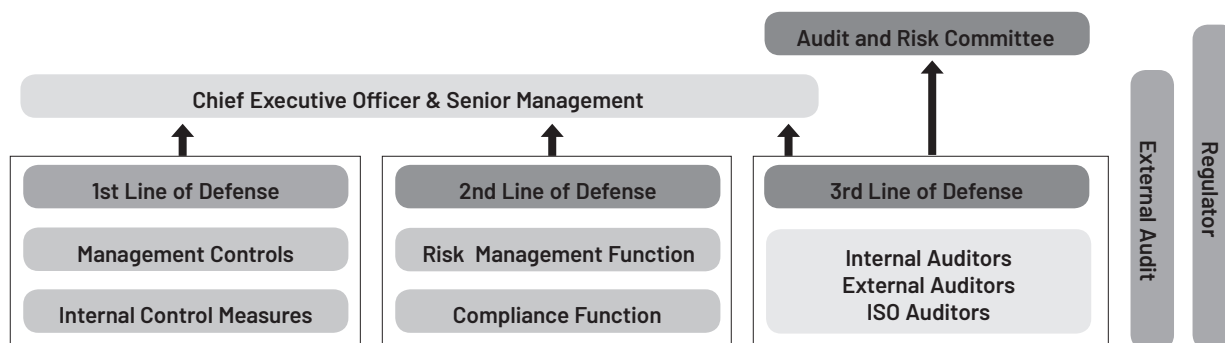 Audit and Risk Committee
Chief Executive Officer & Senior Management
1st Line of Defense
Management Controls
Internal Control Measures
2nd Line of Defense
Risk Management Function
Compliance Function
3rd Line of Defense
Internal Auditors
External Auditors
ISO Auditors
External Audit
Regulator